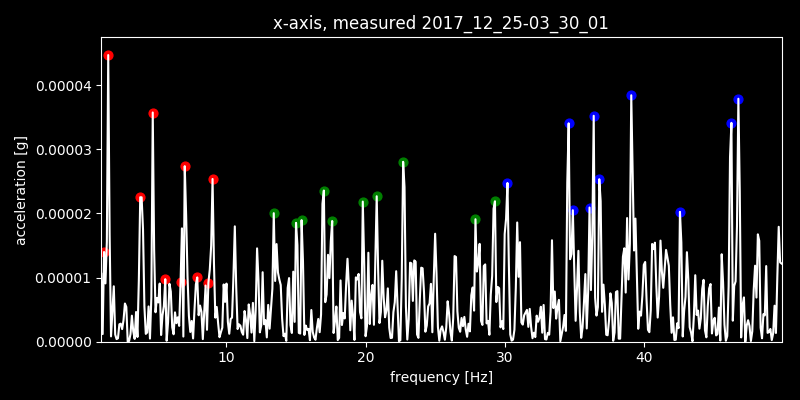 x-axis, measured 2017_12_25-03_30_01
0.00004
0.00003
0.00002
0.00001
0.00000
acceleration [g]
10 20 30 40
frequency [Hz]